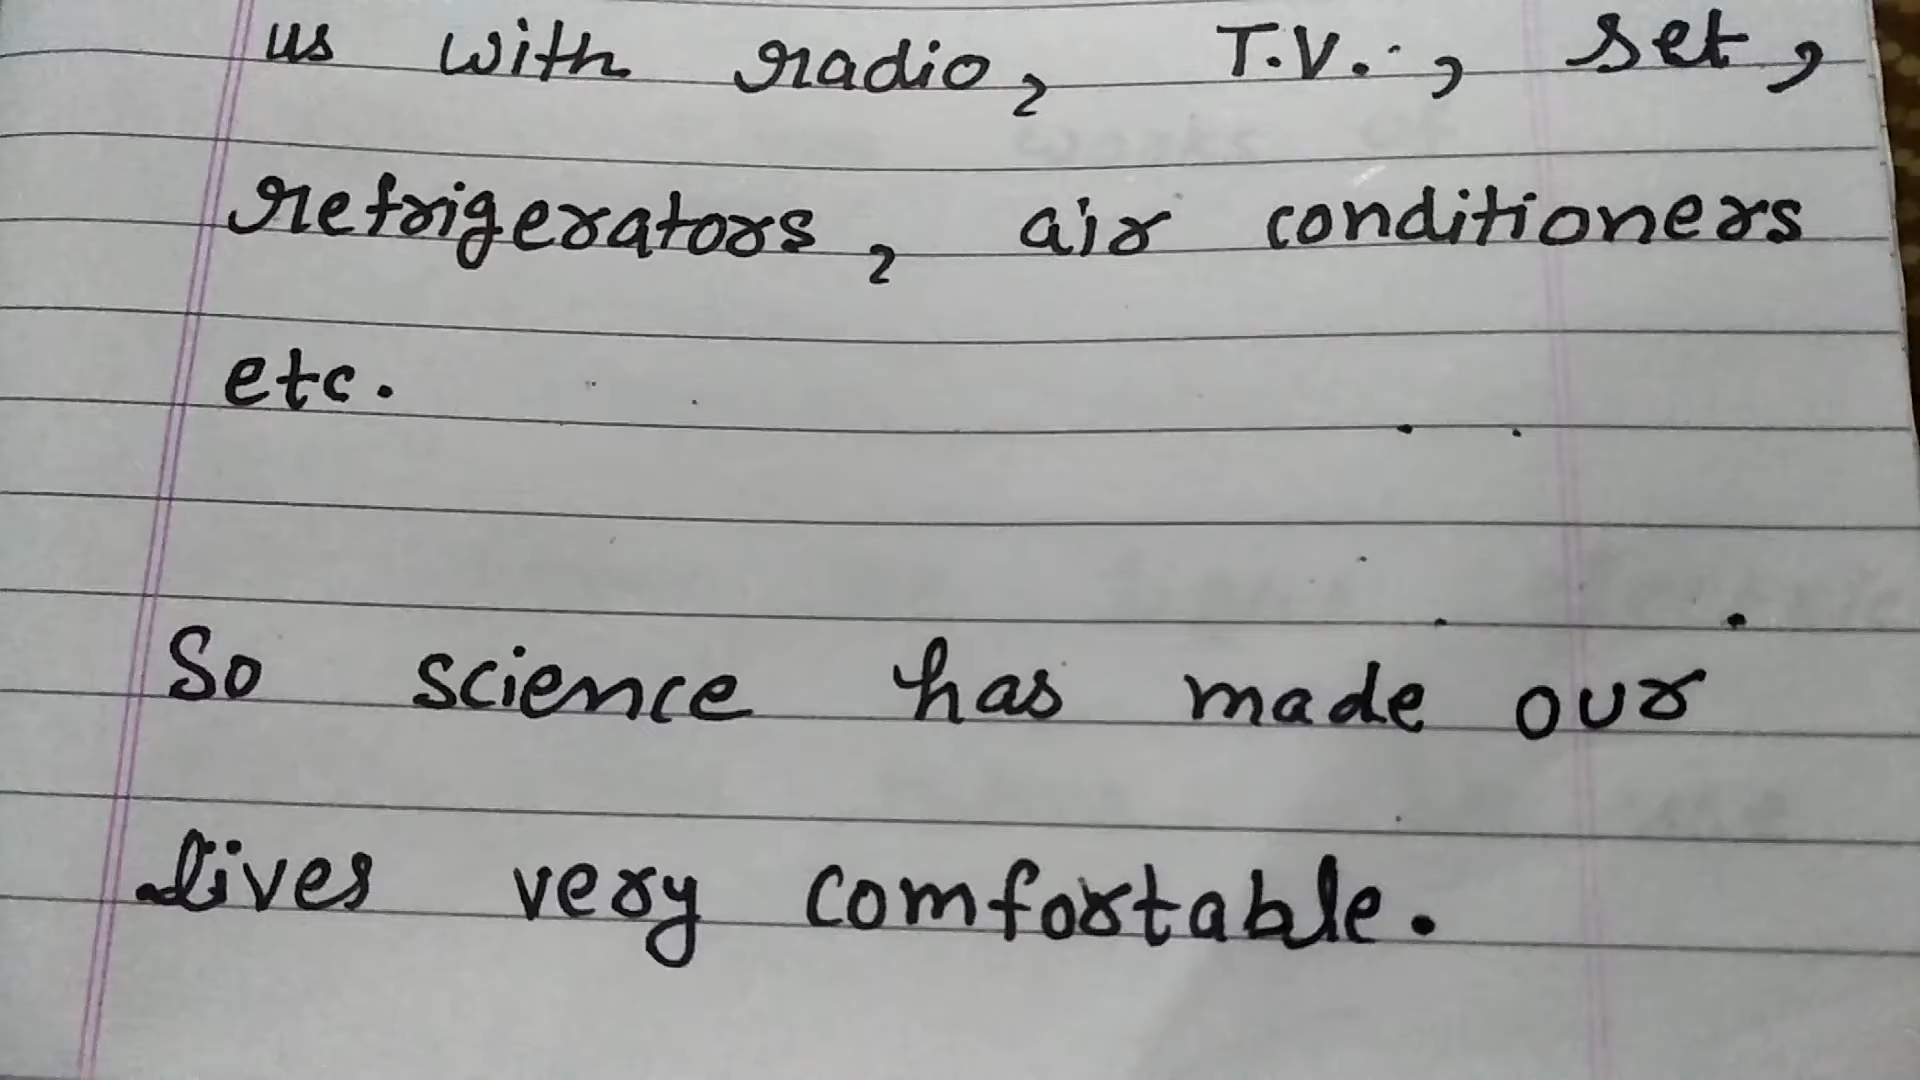 us with radio, T.V., set,
refrigerators, air conditioners
etc.
So science has made our
lives very comfortable.